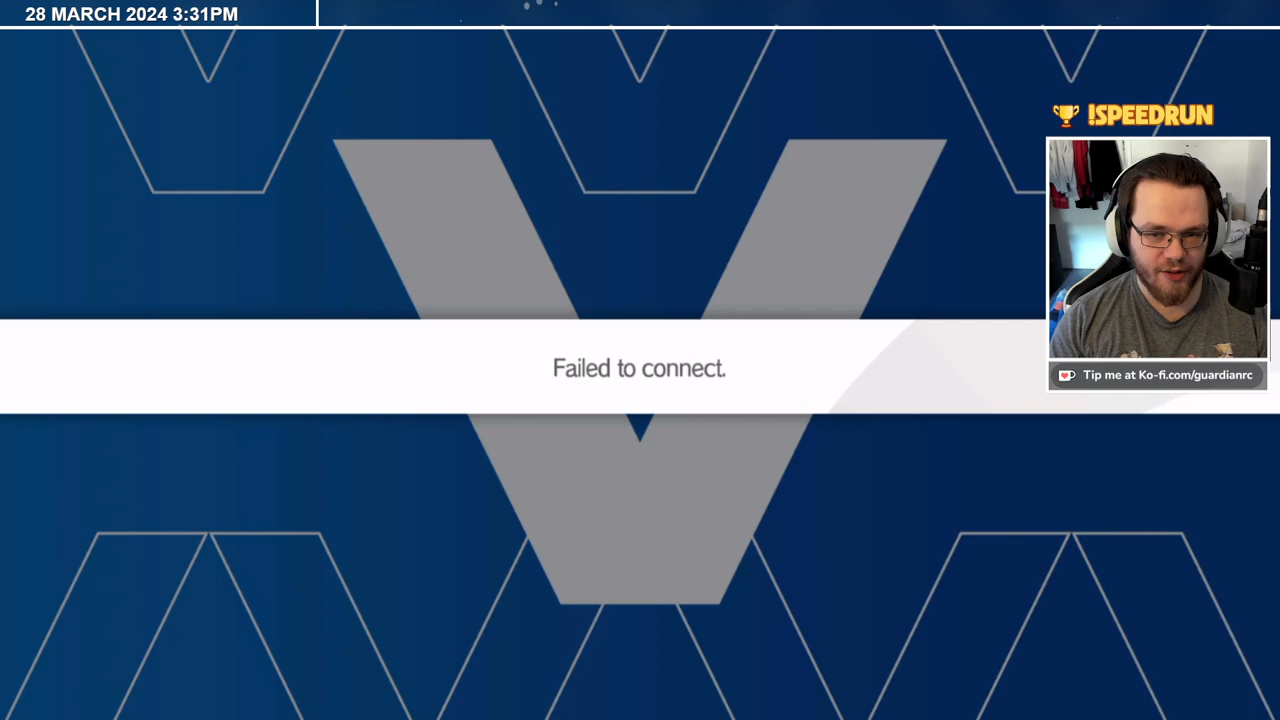 28 MARCH 2024 3:31PM
!SPEEDRUN
Failed to connect.
Tip me at Ko-fi.com/guardianrc